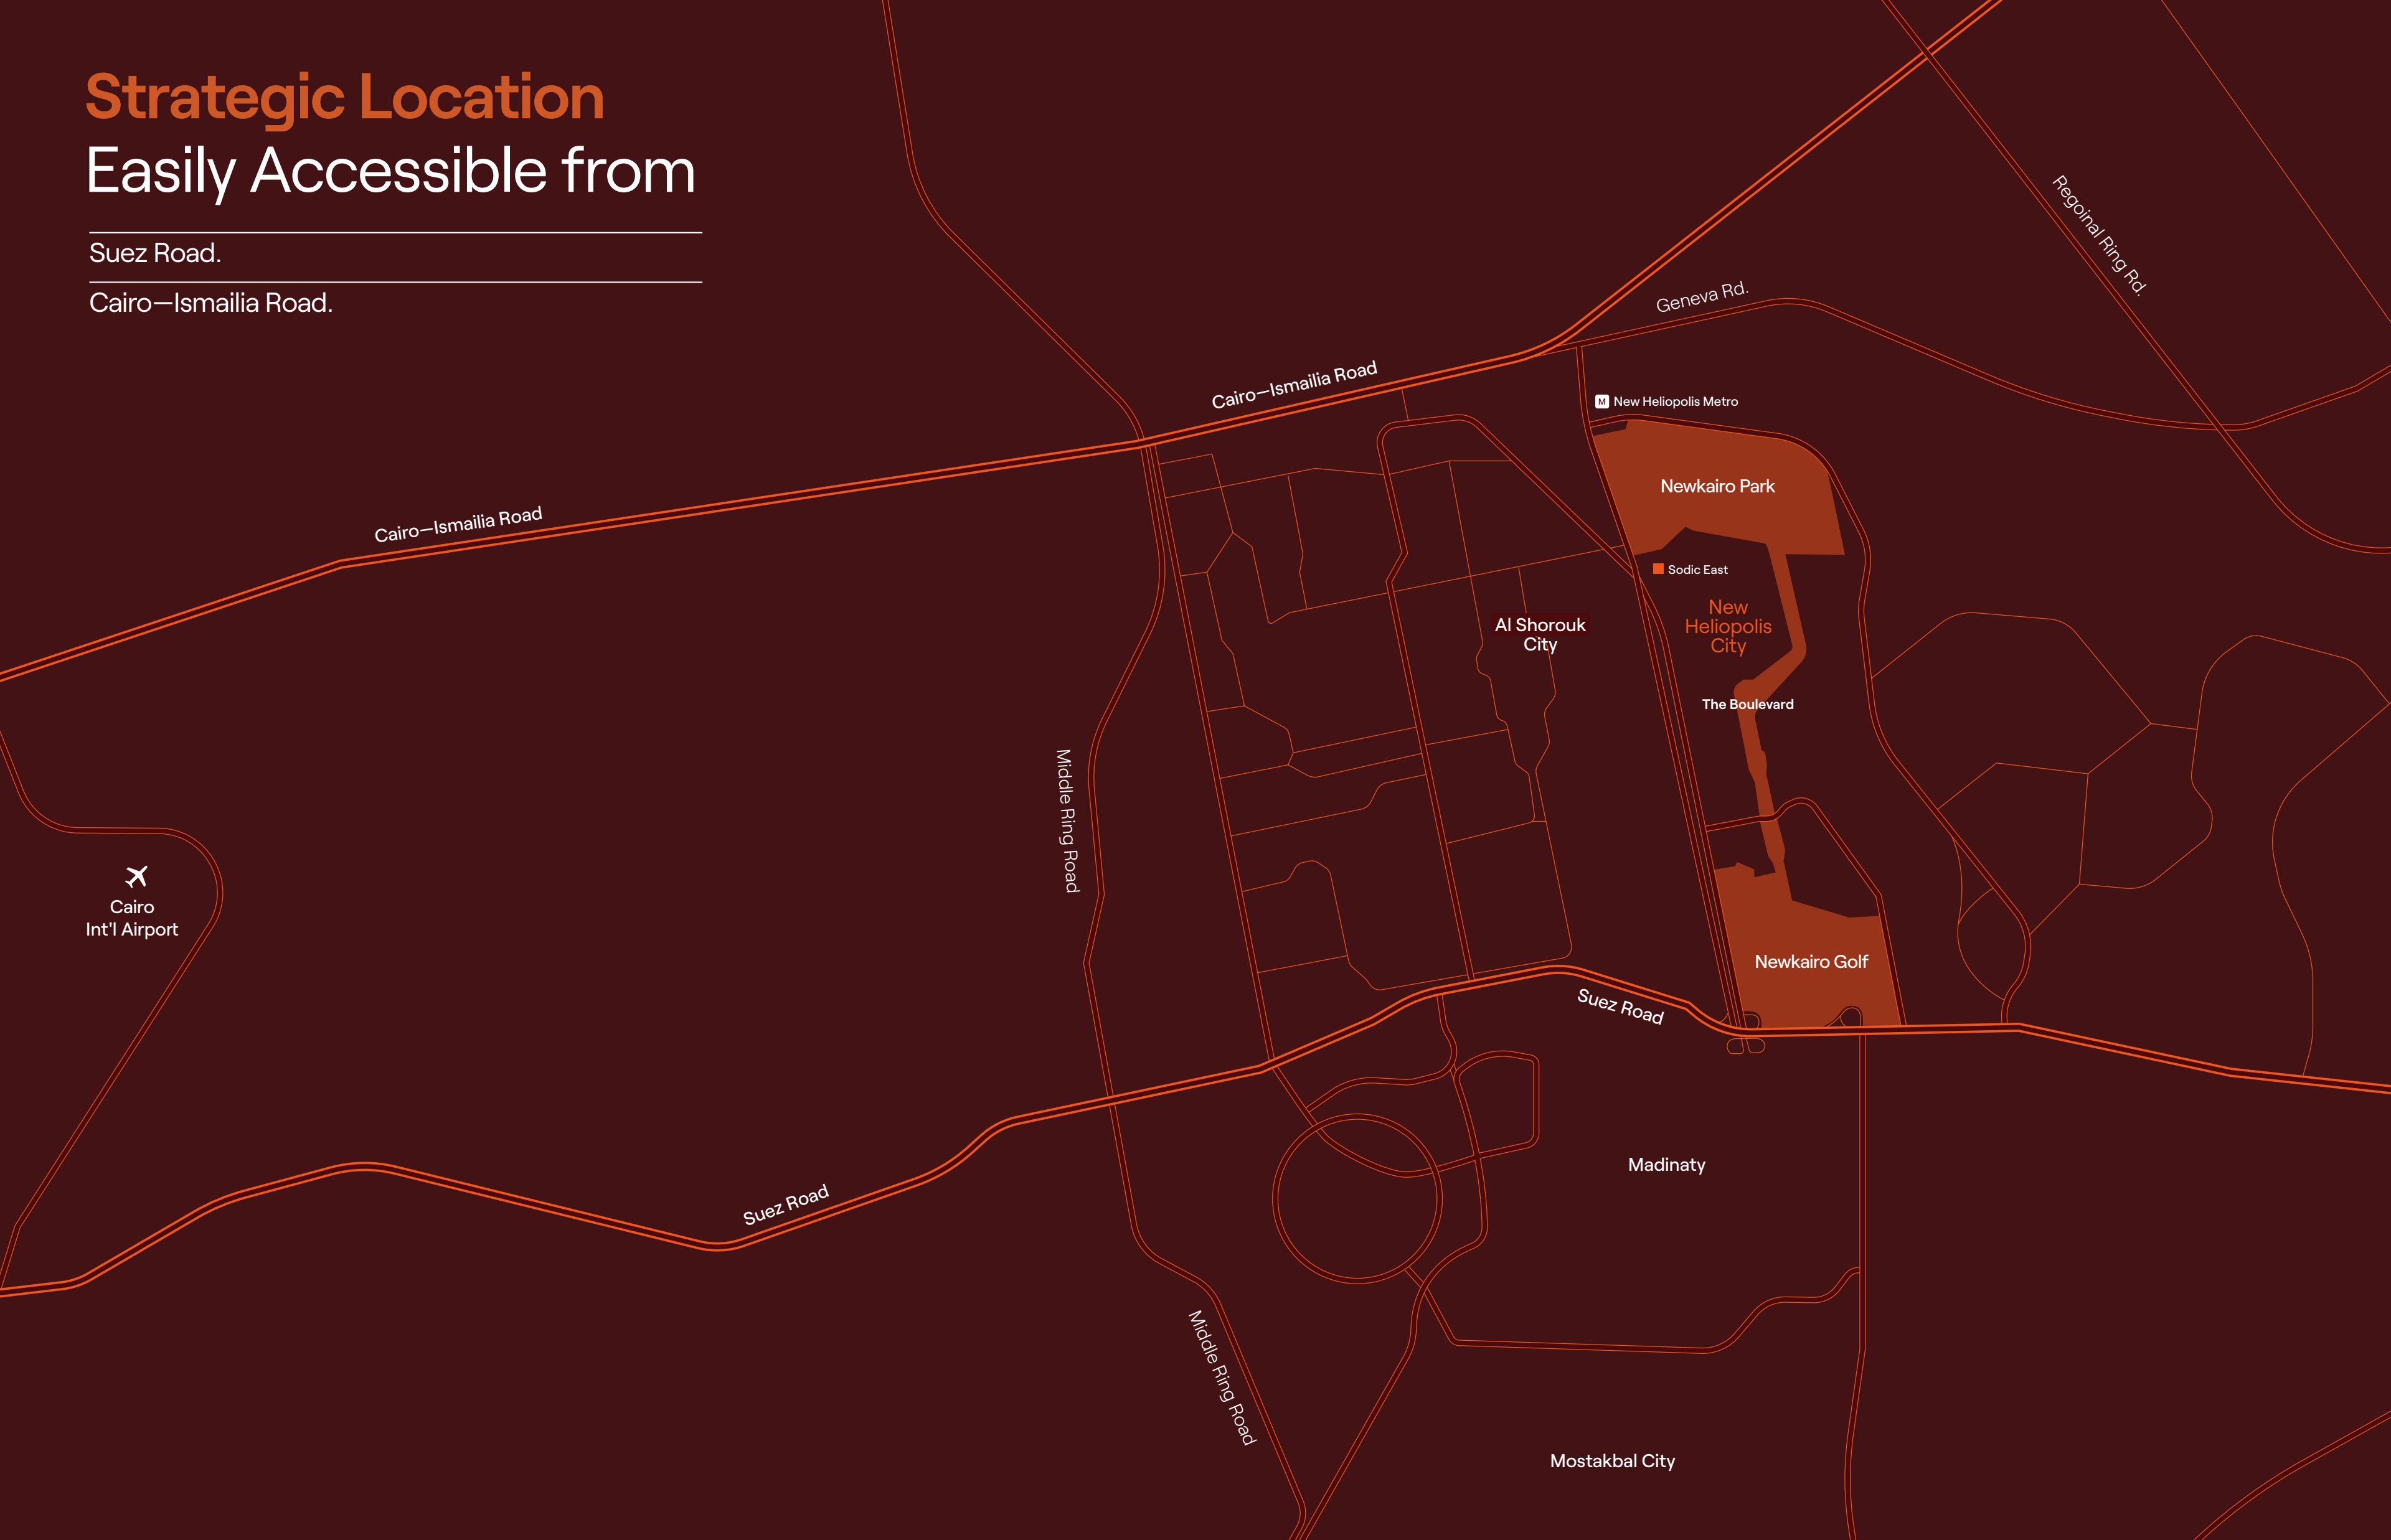 Strategic Location
Easily Accessible from
Suez Road.
Cairo—Ismailia Road.
Regoinal Ring Rd.
Geneva Rd.
Cairo—Ismailia Road
M New Heliopolis Metro
Newkairo Park
Cairo—Ismailia Road
Sodic East
New
Heliopolis
City
Al Shorouk
City
The Boulevard
Middle Ring Road
Cairo
Int'l Airport
Newkairo Golf
Suez Road
Madinaty
Suez Road
Middle Ring Road
Mostakbal City